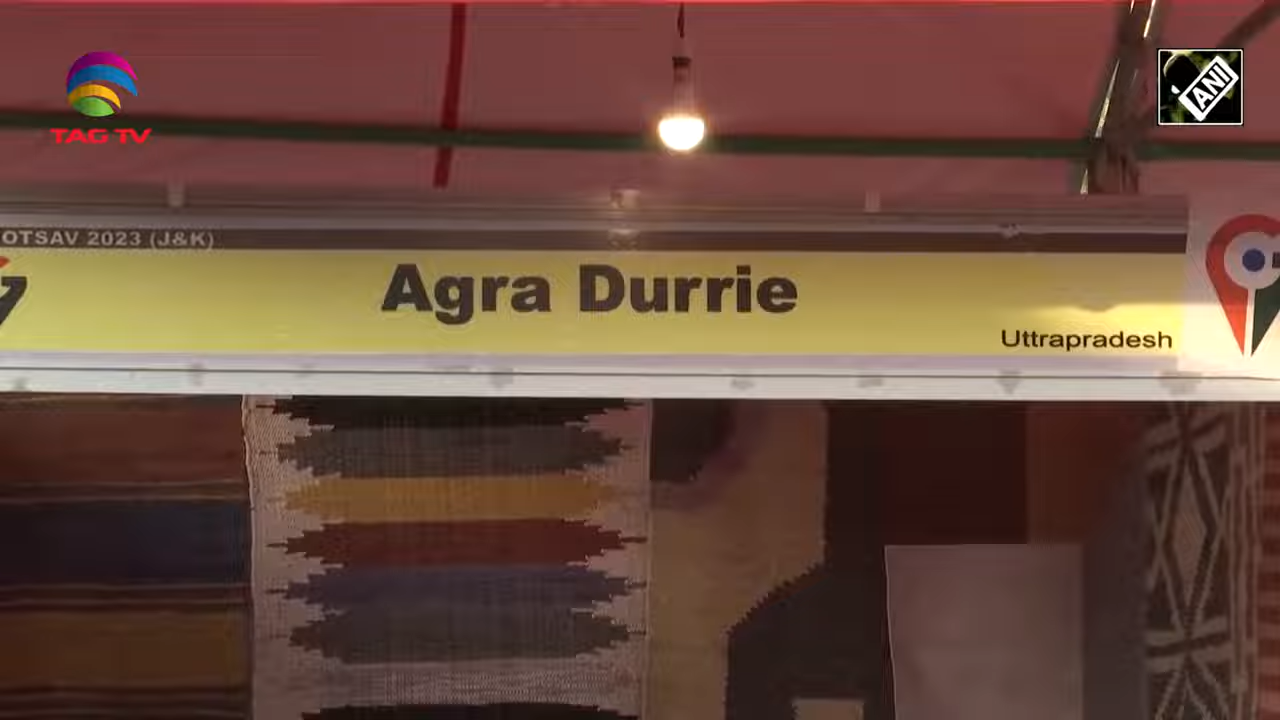 TAG TV
ANI
OTSAV 2023 (J&K)
Agra Durrie
Uttrapradesh